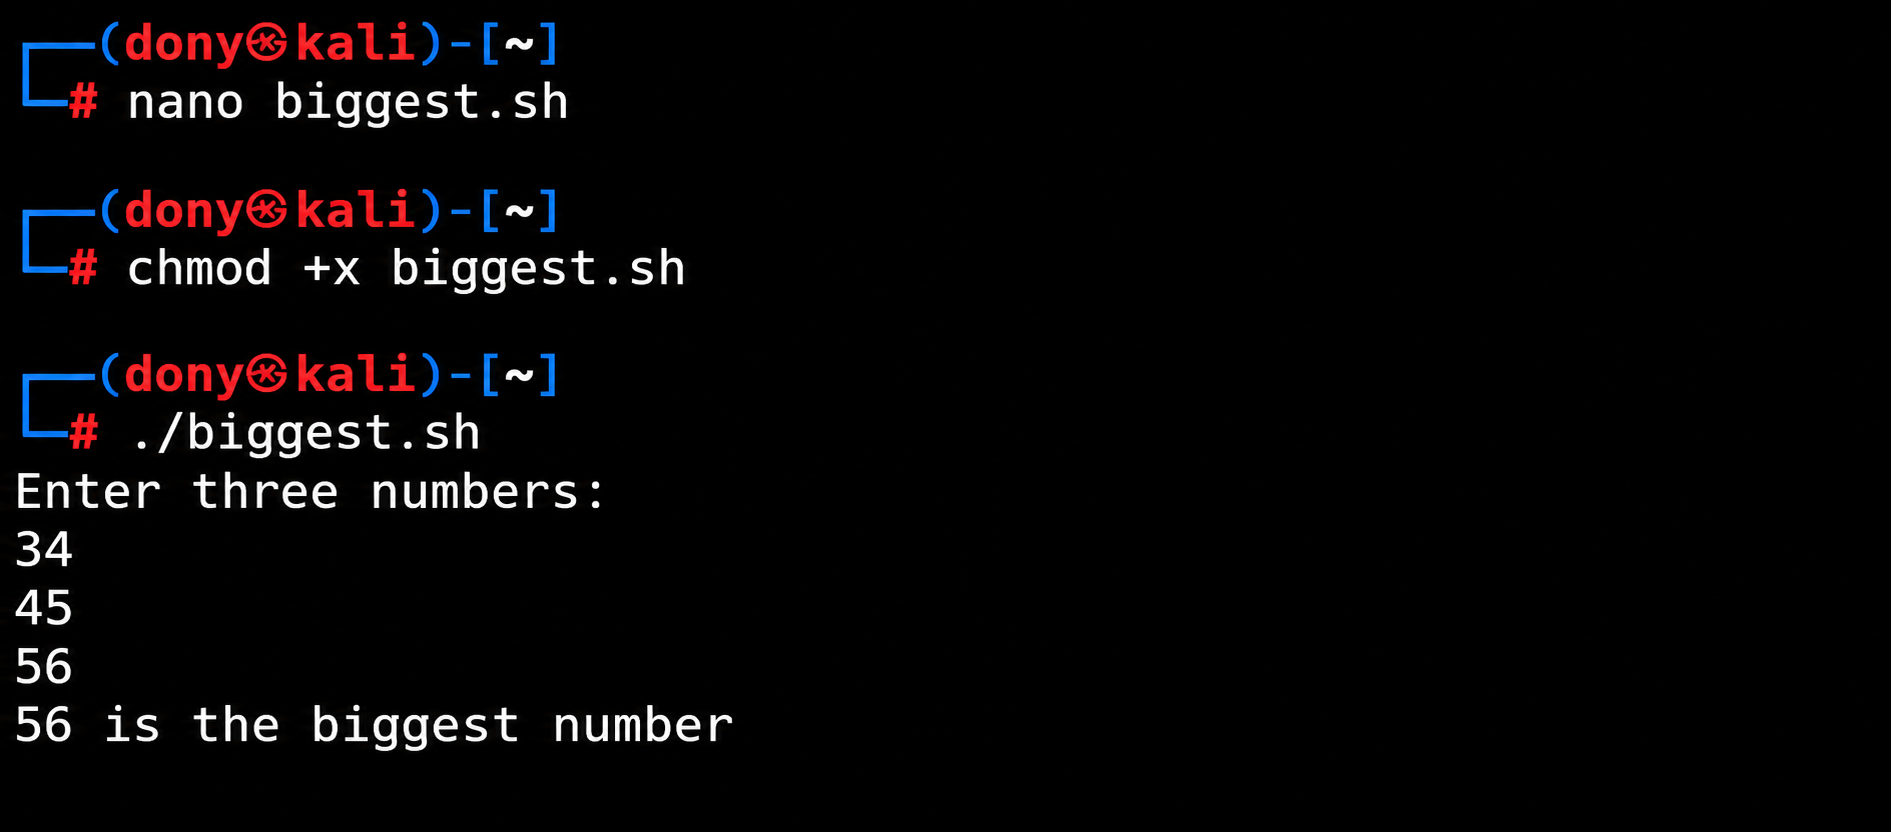 ┌──(dony㉿kali)-[~]
└─# nano biggest.sh
┌──(dony㉿kali)-[~]
└─# chmod +x biggest.sh
┌──(dony㉿kali)-[~]
└─# ./biggest.sh
Enter three numbers:
34
45
56
56 is the biggest number